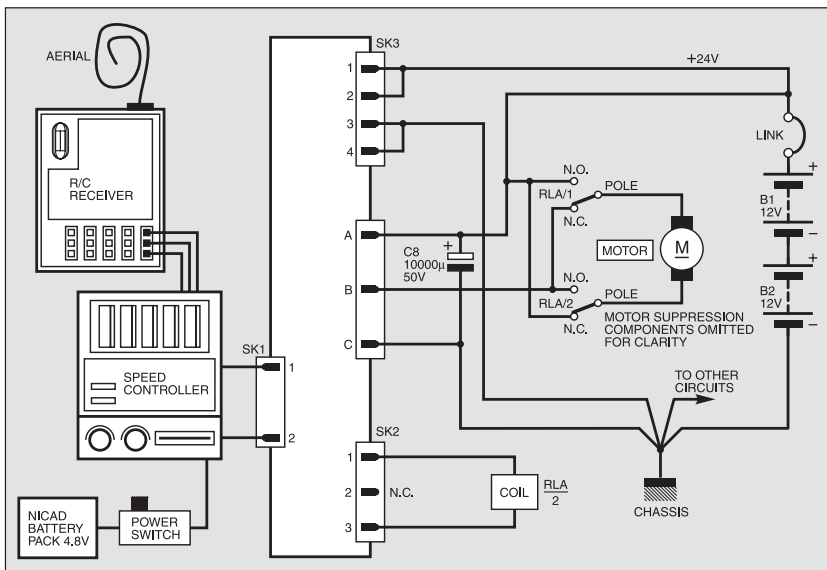 AERIAL
R/C
RECEIVER
SPEED
CONTROLLER
NICAD
BATTERY
PACK 4.8V
POWER
SWITCH
SK1
1
2
SK3
1
2
3
4
A
B
C
SK2
1
2
3
N.C.
+
C8
10000µ
50V
+24V
N.O.
RLA/1
N.C.
POLE
MOTOR
M
N.O.
RLA/2
N.C.
POLE
MOTOR SUPPRESSION
COMPONENTS OMITTED
FOR CLARITY
LINK
+
B1
12V
–
+
B2
12V
–
TO OTHER
CIRCUITS
CHASSIS
COIL
RLA
2